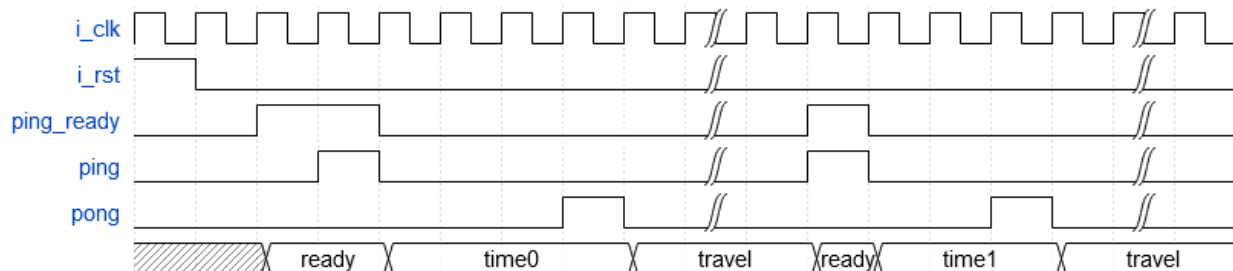 i_clk
i_rst
ping_ready
ping
pong
ready time0 travel ready time1 travel